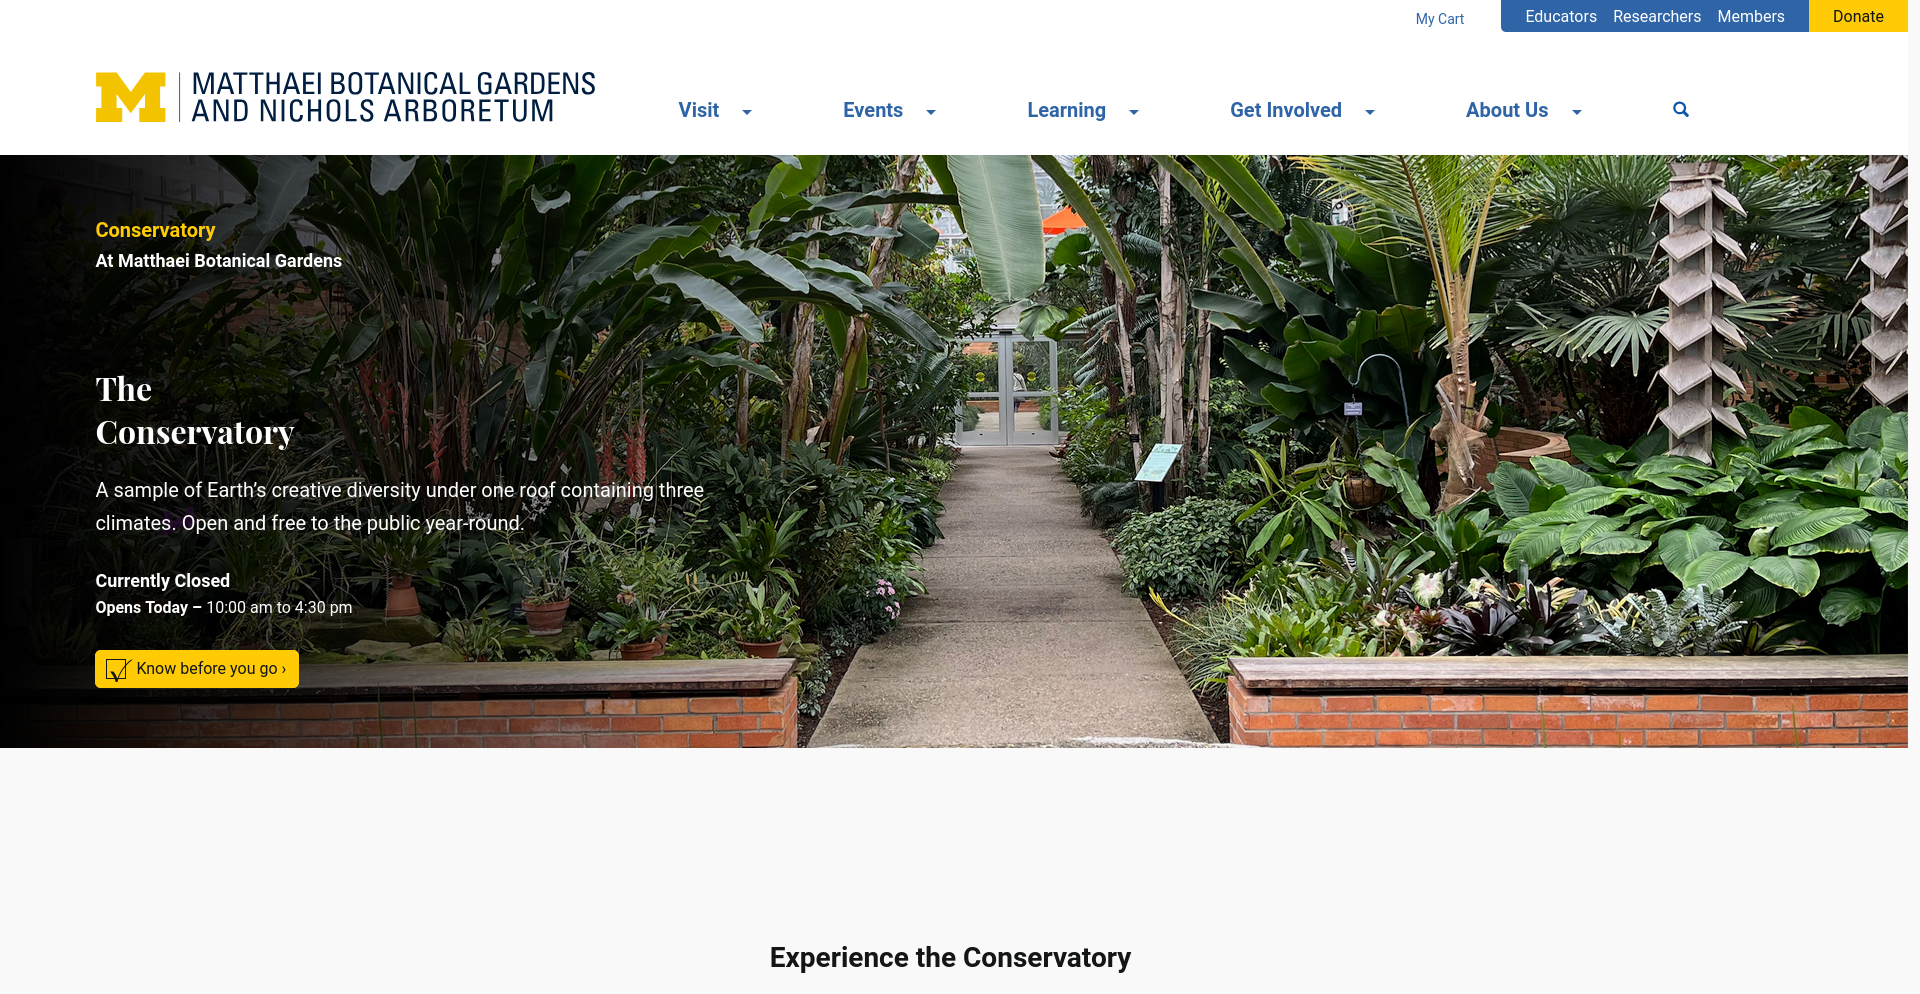 My Cart
Educators Researchers Members
Donate
M
MATTHAEI BOTANICAL GARDENS
AND NICHOLS ARBORETUM
Visit
Events
Learning
Get Involved
About Us
Conservatory
At Matthaei Botanical Gardens
The
Conservatory
A sample of Earth’s creative diversity under one roof containing three
climates. Open and free to the public year-round.
Currently Closed
Opens Today – 10:00 am to 4:30 pm
Know before you go ›
Experience the Conservatory